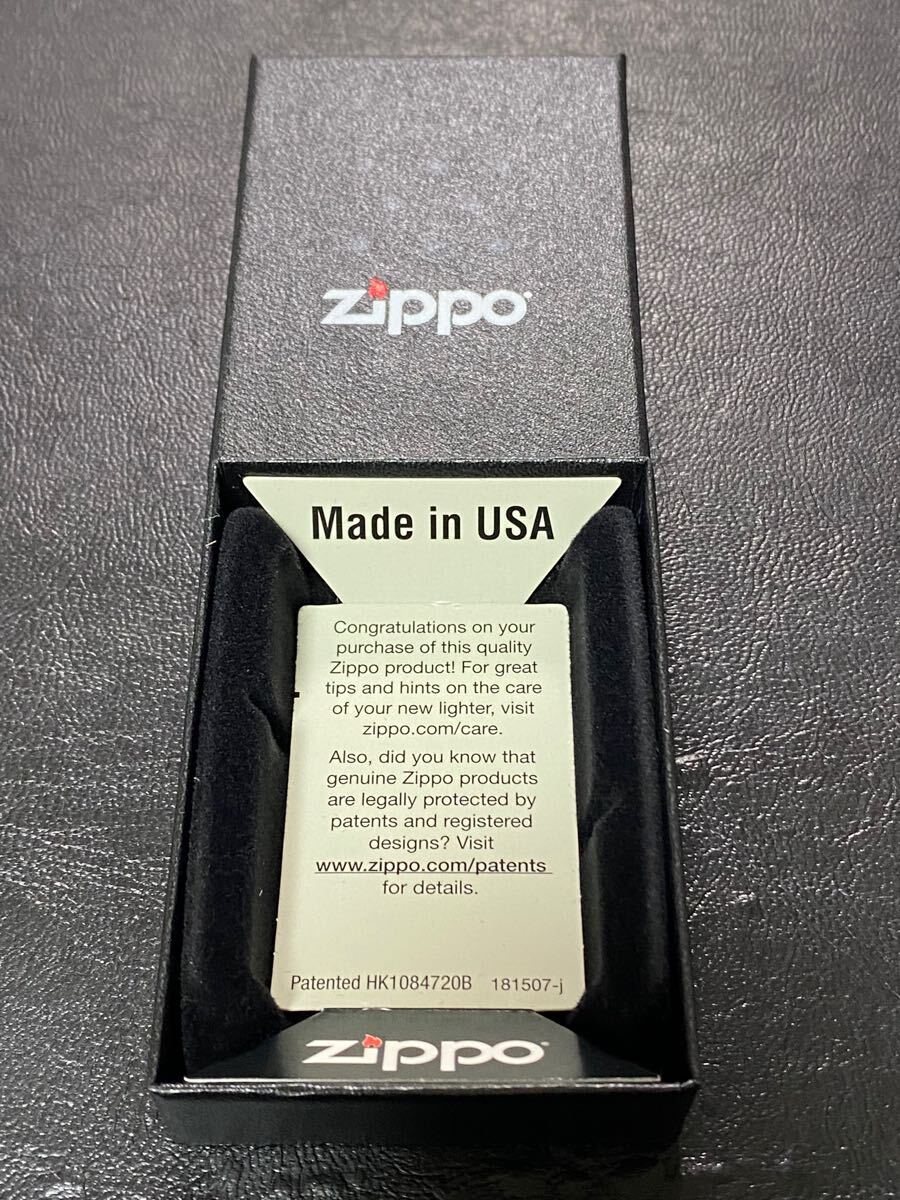 zippo
Made in USA
Congratulations on your
purchase of this quality
Zippo product! For great
tips and hints on the care
of your new lighter, visit
zippo.com/care.
Also, did you know that
genuine Zippo products
are legally protected by
patents and registered
designs? Visit
www.zippo.com/patents
for details.
Patented HK1084720B 181507-j
zippo